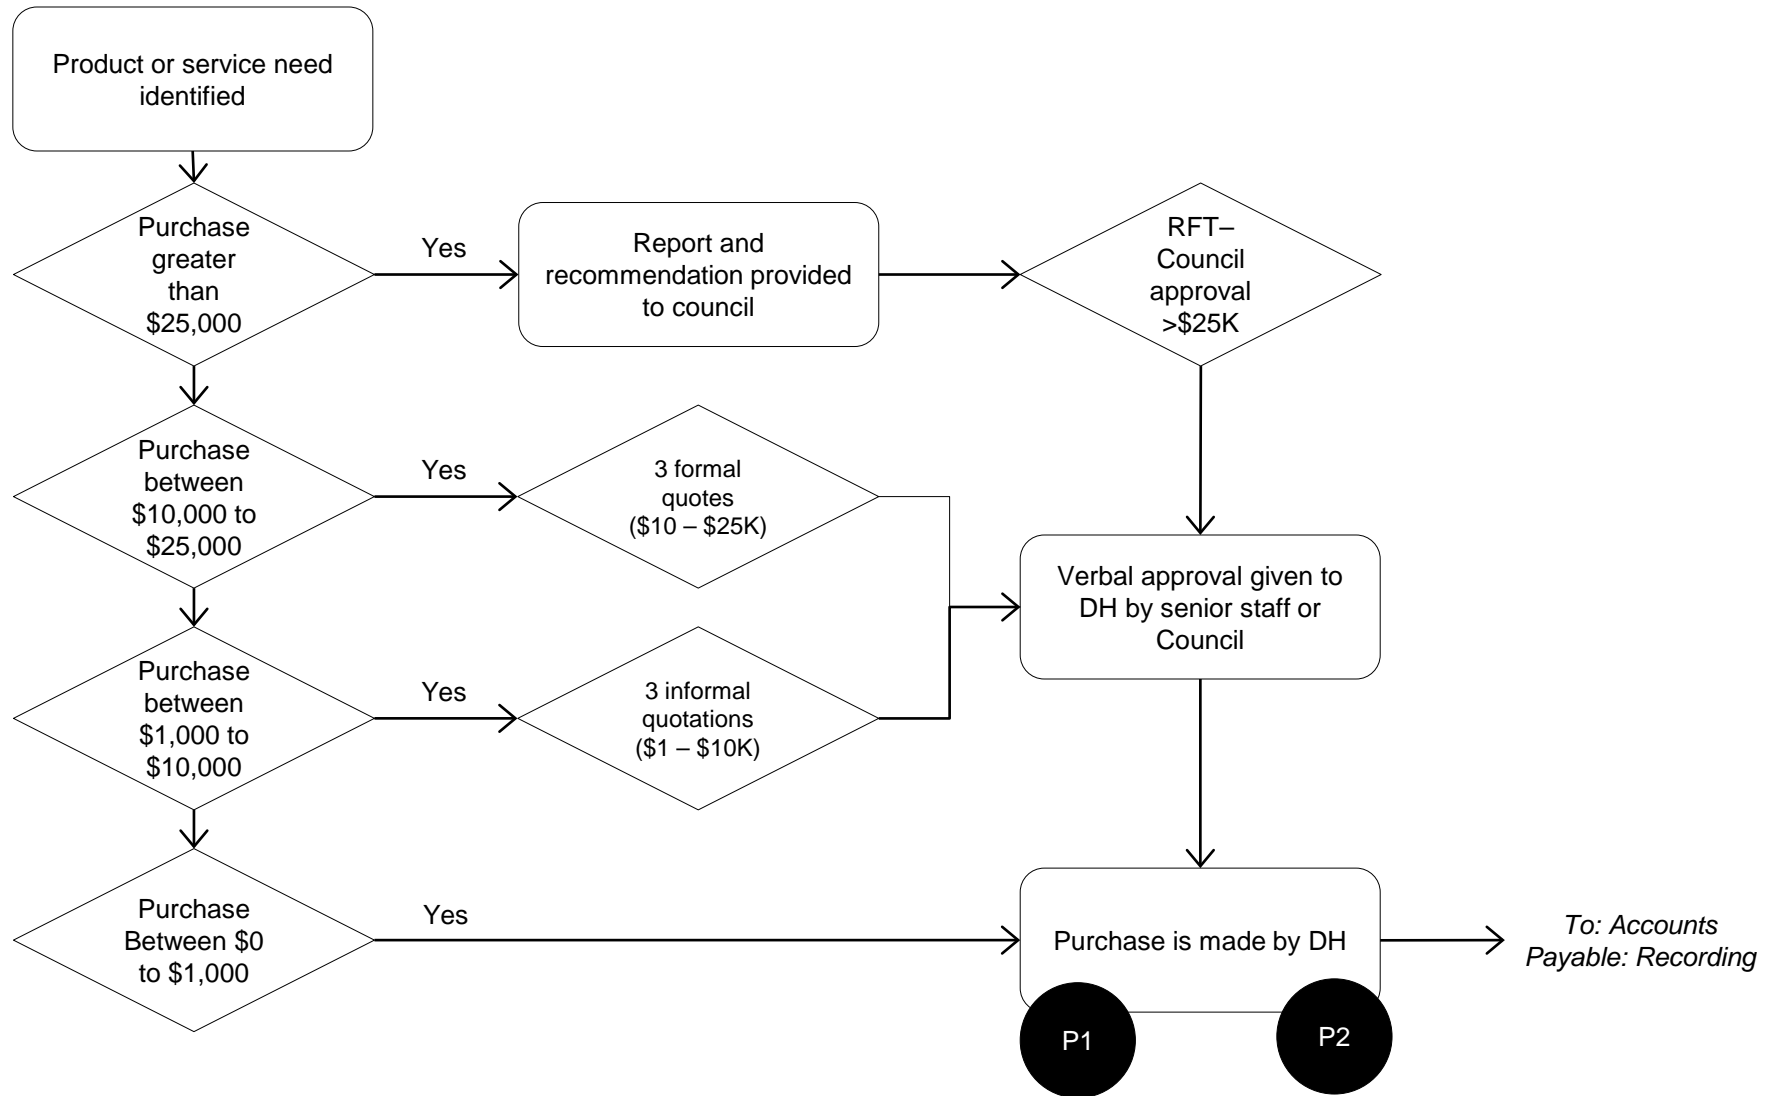 Product or service need
identified
Purchase
greater
than
$25,000
Yes
Report and
recommendation provided
to council
RFT–
Council
approval
>$25K
Purchase
between
$10,000 to
$25,000
Yes
3 formal
quotes
($10 – $25K)
Verbal approval given to
DH by senior staff or
Council
Purchase
between
$1,000 to
$10,000
Yes
3 informal
quotations
($1 – $10K)
Purchase
Between $0
to $1,000
Yes
Purchase is made by DH
To: Accounts
Payable: Recording
P1
P2